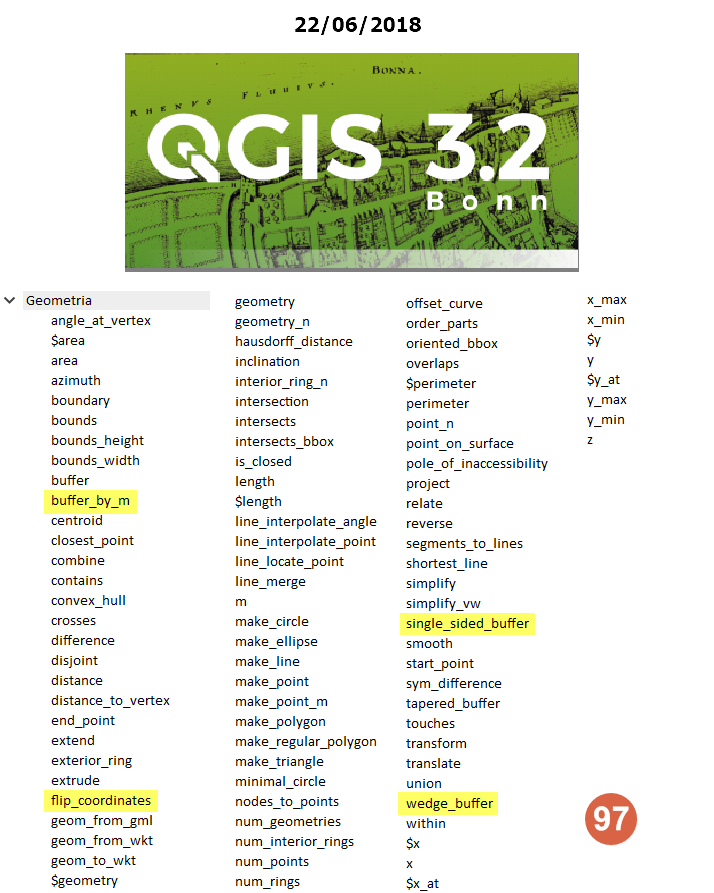 22/06/2018
BONNA.
RHENVS FLUUIVS.
QGIS 3.2
Bonn
Geometria
angle_at_vertex
$area
area
azimuth
boundary
bounds
bounds_height
bounds_width
buffer
buffer_by_m
centroid
closest_point
combine
contains
convex_hull
crosses
difference
disjoint
distance
distance_to_vertex
end_point
extend
exterior_ring
extrude
flip_coordinates
geom_from_gml
geom_from_wkt
geom_to_wkt
$geometry
geometry
geometry_n
hausdorff_distance
inclination
interior_ring_n
intersection
intersects
intersects_bbox
is_closed
length
$length
line_interpolate_angle
line_interpolate_point
line_locate_point
line_merge
m
make_circle
make_ellipse
make_line
make_point
make_point_m
make_polygon
make_regular_polygon
make_triangle
minimal_circle
nodes_to_points
num_geometries
num_interior_rings
num_points
num_rings
offset_curve
order_parts
oriented_bbox
overlaps
$perimeter
perimeter
point_n
point_on_surface
pole_of_inaccessibility
project
relate
reverse
segments_to_lines
shortest_line
simplify
simplify_vw
single_sided_buffer
smooth
start_point
sym_difference
tapered_buffer
touches
transform
translate
union
wedge_buffer
within
$x
x
$x_at
x_max
x_min
$y
y
$y_at
y_max
y_min
z
97